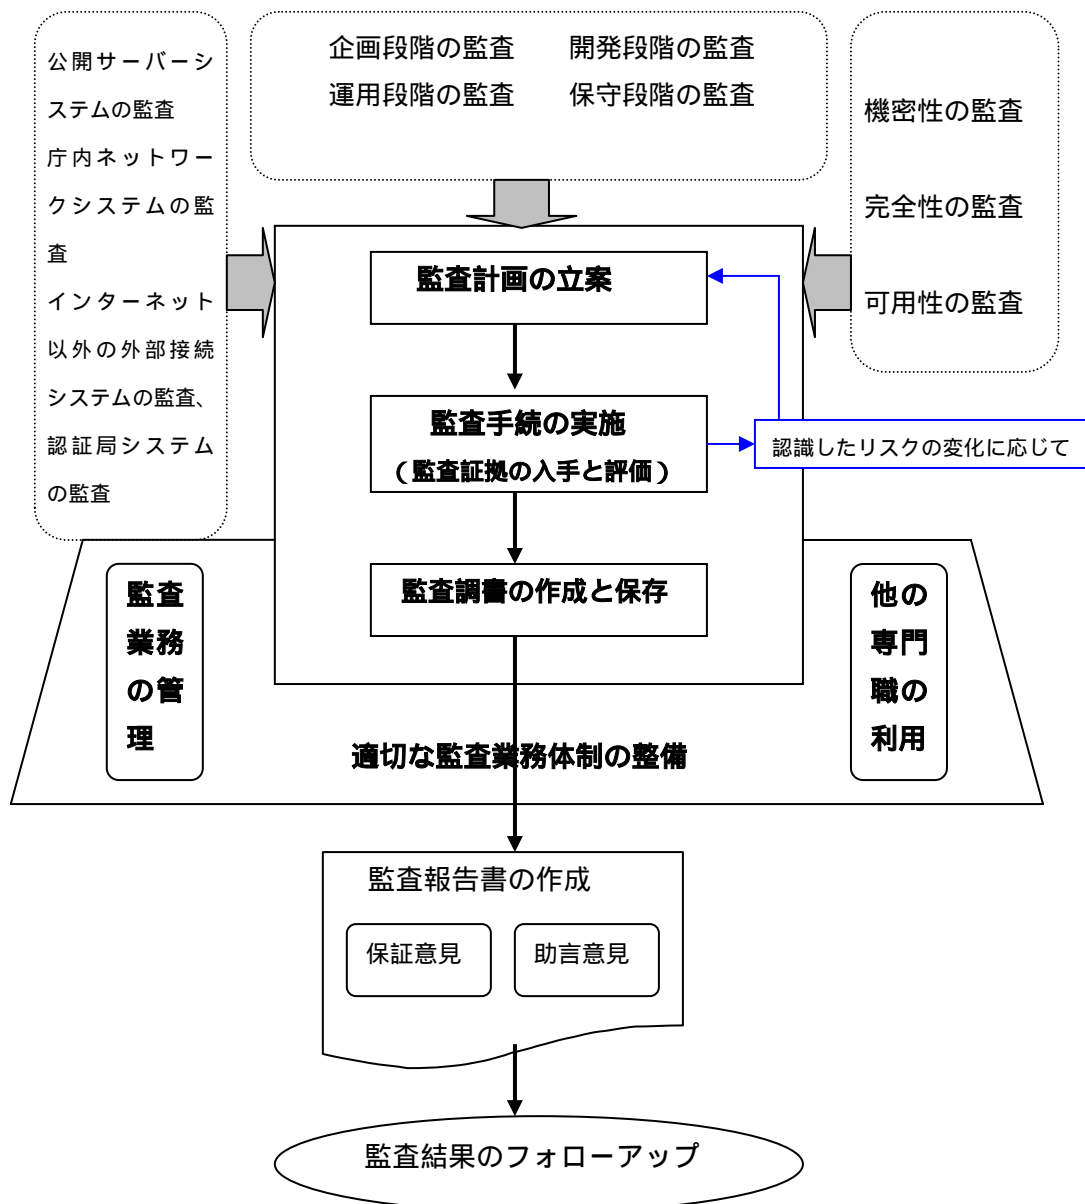 公開サーバーシ
ステムの監査
庁内ネットワー
クシステムの監
査
インターネット
以外の外部接続
システムの監査、
認証局システム
の監査
企画段階の監査　開発段階の監査
運用段階の監査　保守段階の監査
機密性の監査
完全性の監査
可用性の監査
監査計画の立案
監査手続の実施
（監査証拠の入手と評価）
認識したリスクの変化に応じて
監査調書の作成と保存
監査
業務
の管
理
他の
専門
職の
利用
適切な監査業務体制の整備
監査報告書の作成
保証意見
助言意見
監査結果のフォローアップ